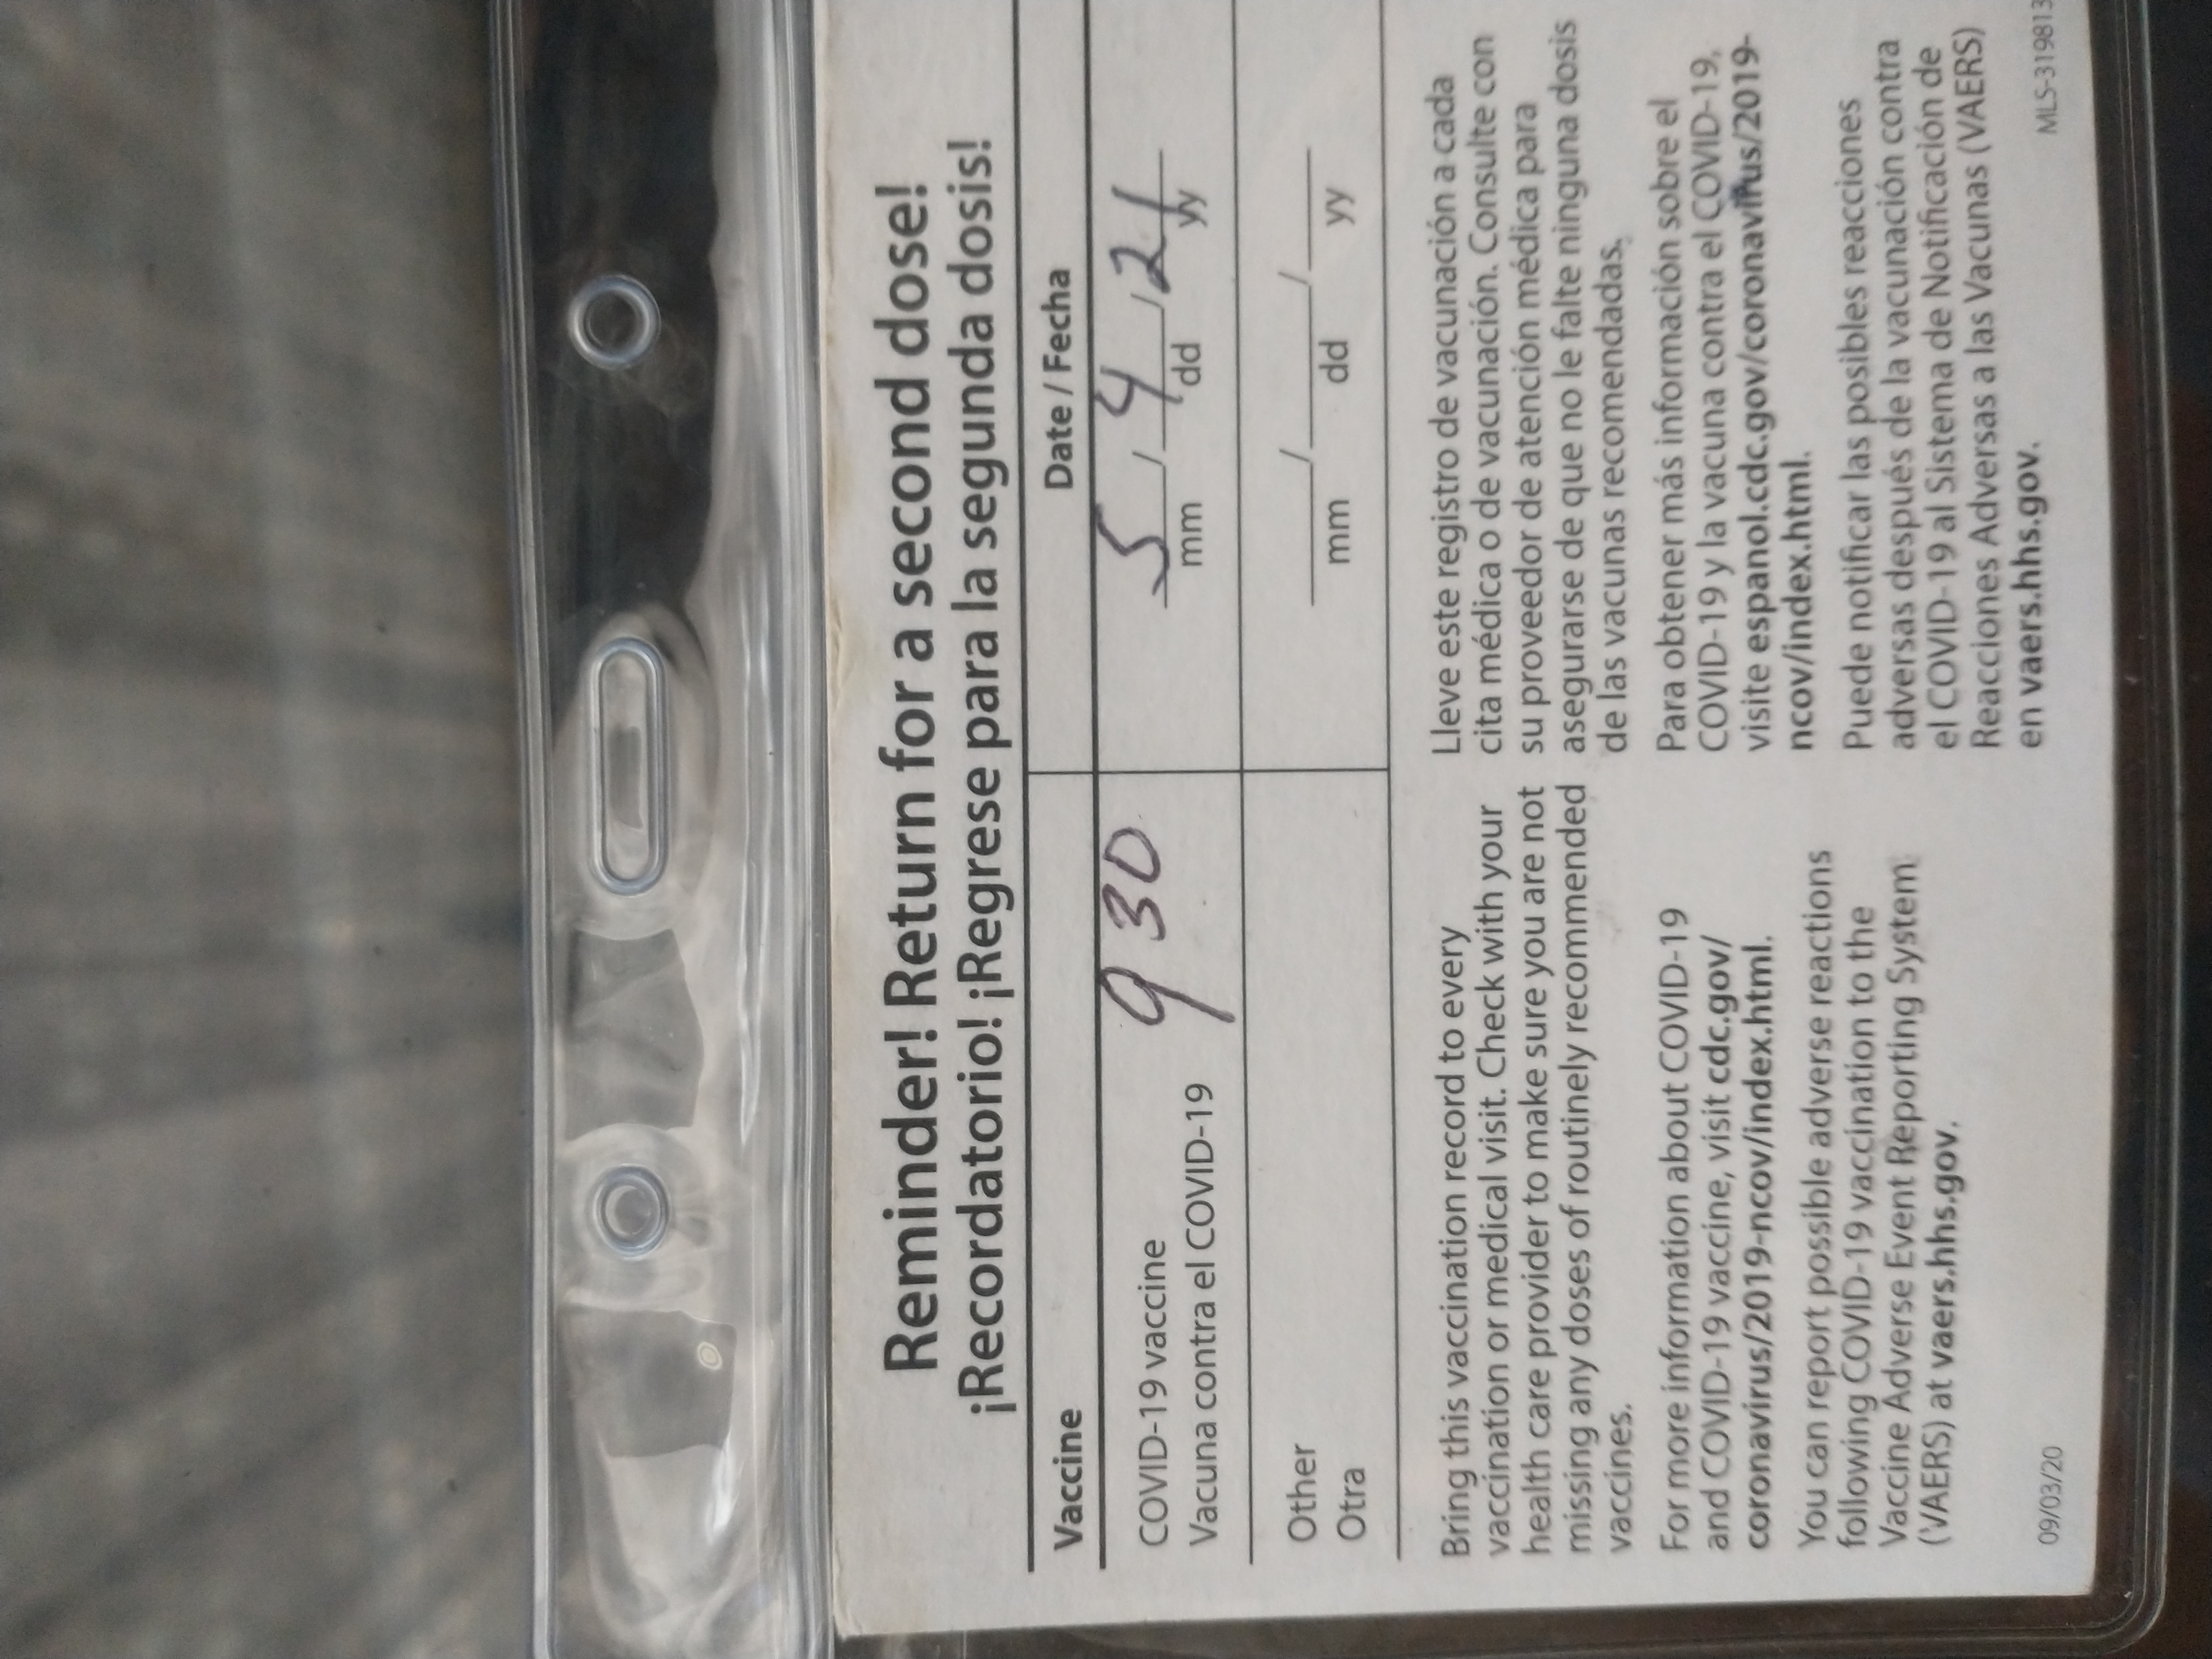 Reminder! Return for a second dose!
¡Recordatorio! ¡Regrese para la segunda dosis!
Vaccine
Date / Fecha
COVID-19 vaccine
Vacuna contra el COVID-19
9 30
5 / 4 / 21
mm dd yy
Other
Otra
/ /
mm dd yy
Bring this vaccination record to every
vaccination or medical visit. Check with your
health care provider to make sure you are not
missing any doses of routinely recommended
vaccines.
For more information about COVID-19
and COVID-19 vaccine, visit cdc.gov/
coronavirus/2019-ncov/index.html.
You can report possible adverse reactions
following COVID-19 vaccination to the
Vaccine Adverse Event Reporting System
(VAERS) at vaers.hhs.gov.
Lleve este registro de vacunación a cada
cita médica o de vacunación. Consulte con
su proveedor de atención médica para
asegurarse de que no le falte ninguna dosis
de las vacunas recomendadas.
Para obtener más información sobre el
COVID-19 y la vacuna contra el COVID-19,
visite espanol.cdc.gov/coronavirus/2019-
ncov/index.html.
Puede notificar las posibles reacciones
adversas después de la vacunación contra
el COVID-19 al Sistema de Notificación de
Reacciones Adversas a las Vacunas (VAERS)
en vaers.hhs.gov.
09/03/20
MLS-319813